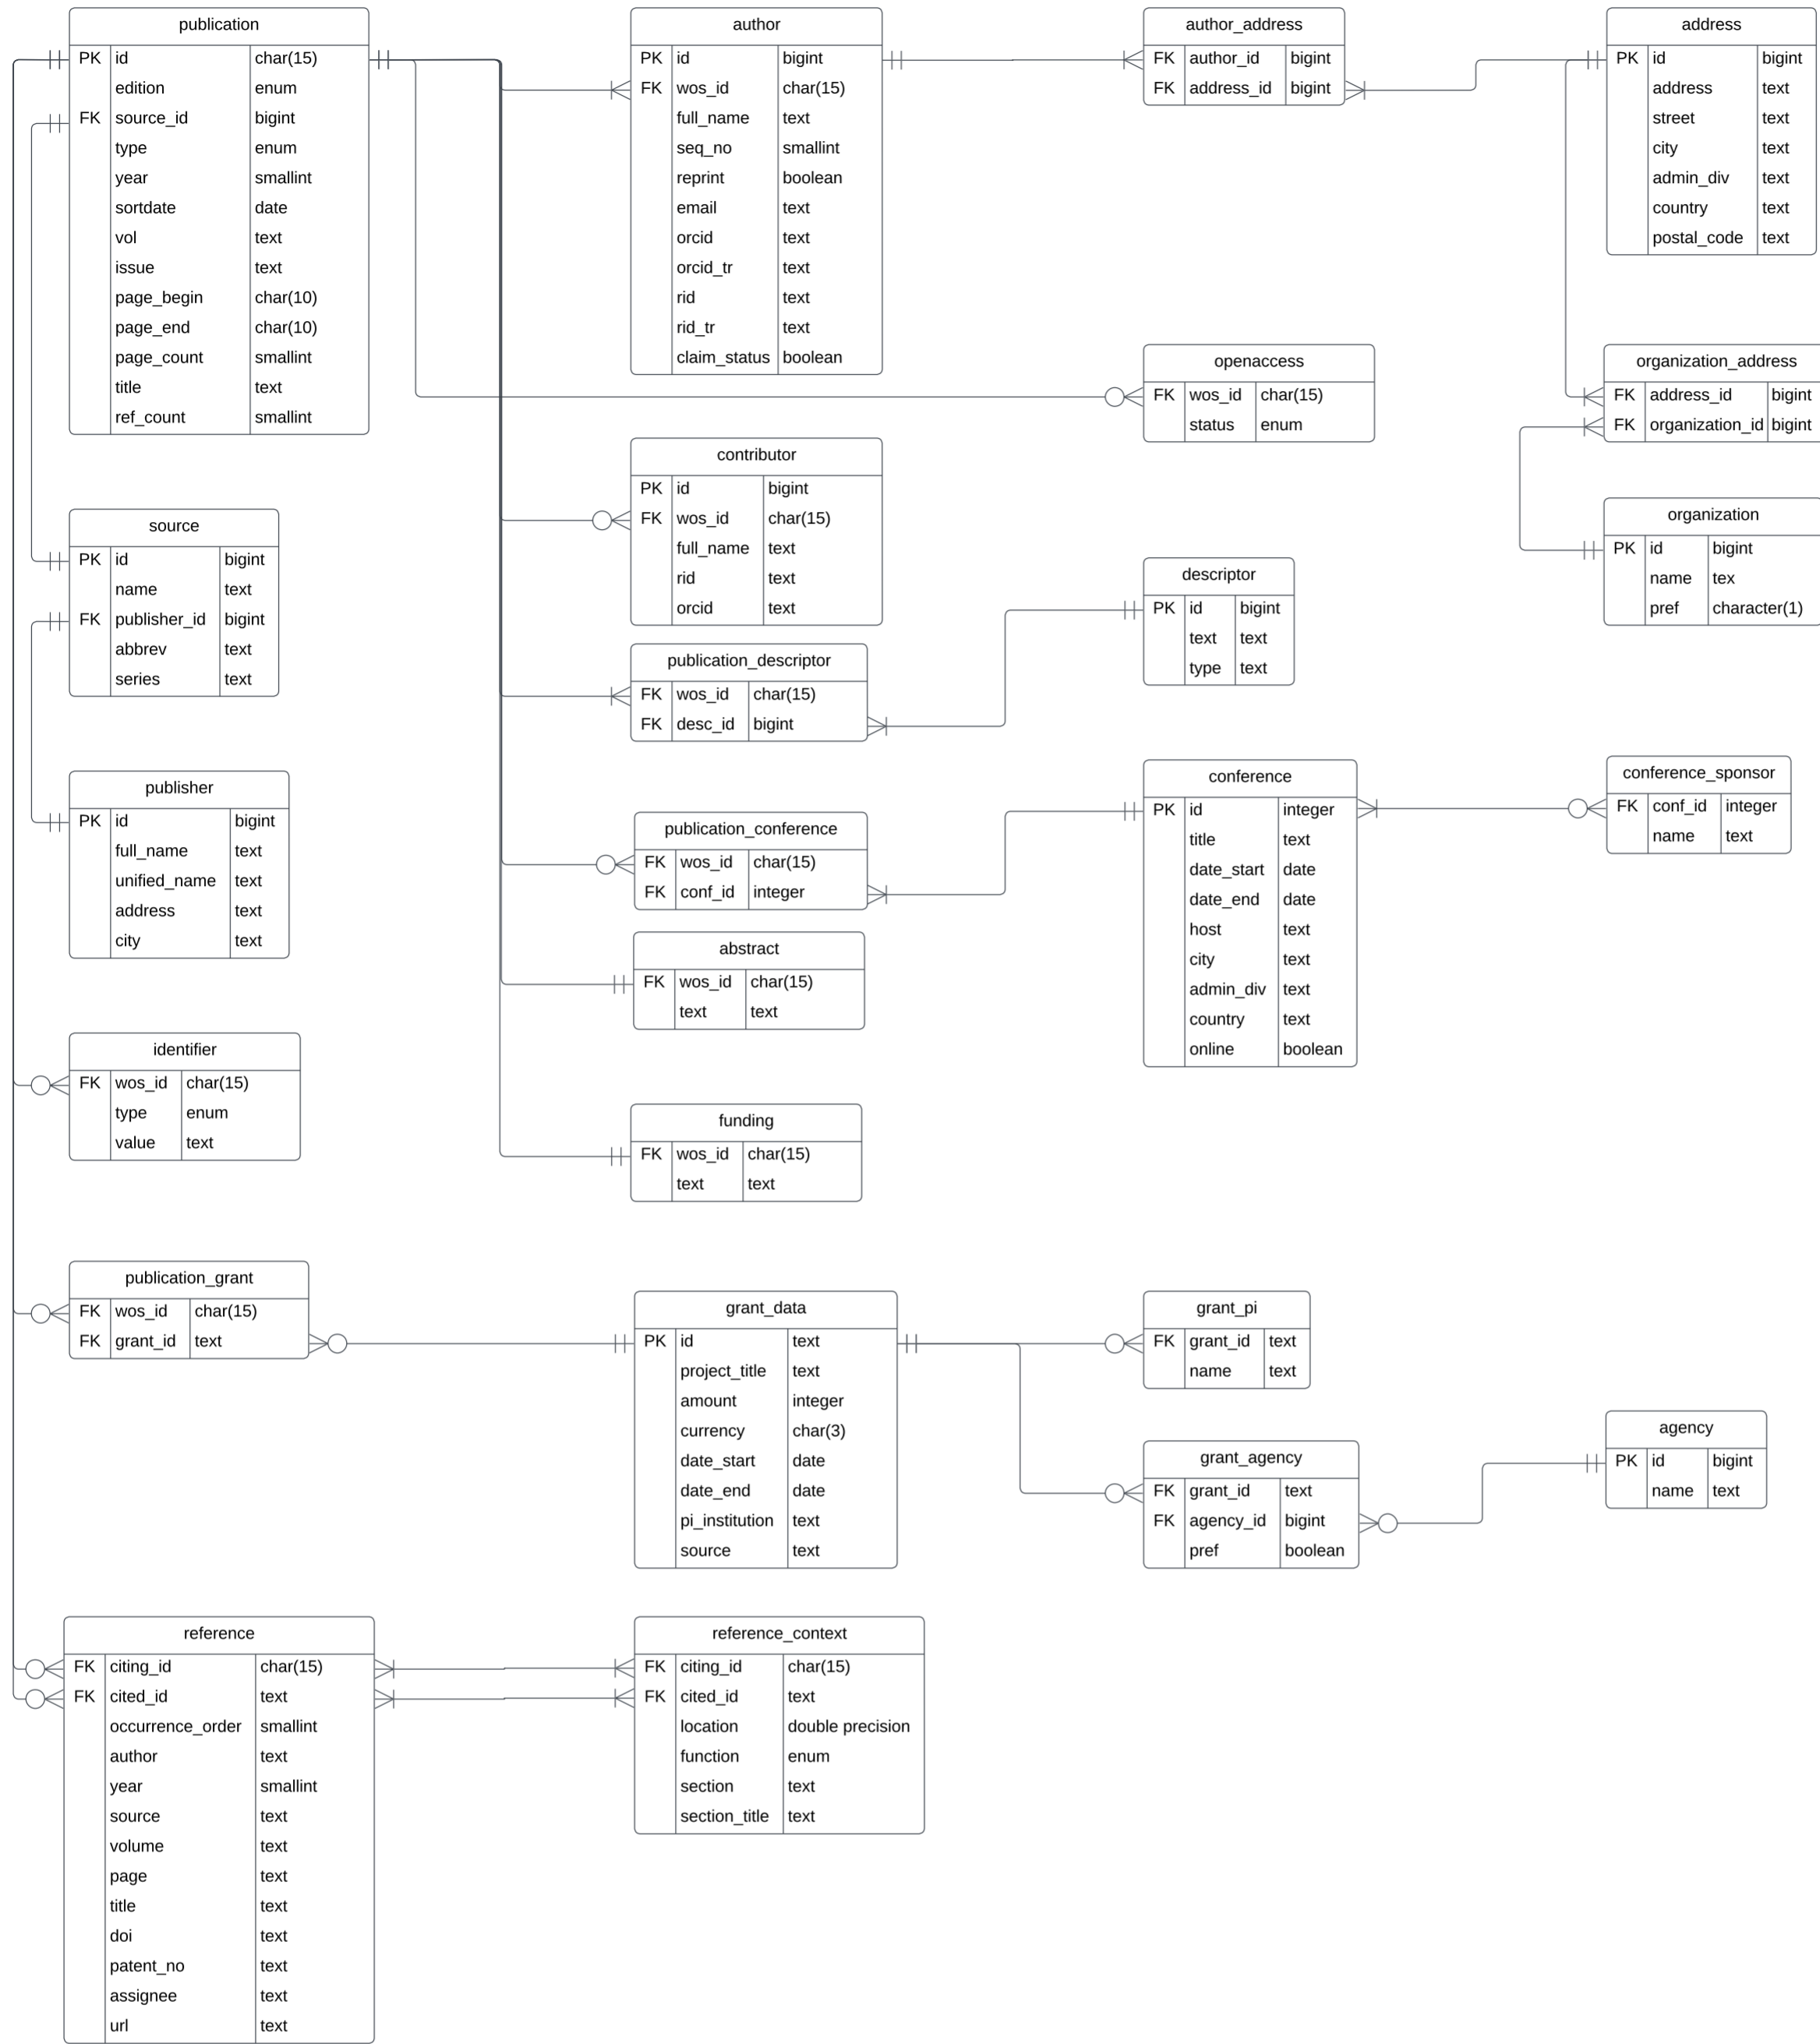 publication
PK id char(15)
edition enum
FK source_id bigint
type enum
year smallint
sortdate date
vol text
issue text
page_begin char(10)
page_end char(10)
page_count smallint
title text
ref_count smallint
source
PK id bigint
name text
FK publisher_id bigint
abbrev text
series text
publisher
PK id bigint
full_name text
unified_name text
address text
city text
identifier
FK wos_id char(15)
type enum
value text
publication_grant
FK wos_id char(15)
FK grant_id text
reference
FK citing_id char(15)
FK cited_id text
occurrence_order smallint
author text
year smallint
source text
volume text
page text
title text
doi text
patent_no text
assignee text
url text
author
PK id bigint
FK wos_id char(15)
full_name text
seq_no smallint
reprint boolean
email text
orcid text
orcid_tr text
rid text
rid_tr text
claim_status boolean
contributor
PK id bigint
FK wos_id char(15)
full_name text
rid text
orcid text
publication_descriptor
FK wos_id char(15)
FK desc_id bigint
publication_conference
FK wos_id char(15)
FK conf_id integer
abstract
FK wos_id char(15)
text text
funding
FK wos_id char(15)
text text
grant_data
PK id text
project_title text
amount integer
currency char(3)
date_start date
date_end date
pi_institution text
source text
reference_context
FK citing_id char(15)
FK cited_id text
location double precision
function enum
section text
section_title text
author_address
FK author_id bigint
FK address_id bigint
openaccess
FK wos_id char(15)
status enum
descriptor
PK id bigint
text text
type text
conference
PK id integer
title text
date_start date
date_end date
host text
city text
admin_div text
country text
online boolean
grant_pi
FK grant_id text
name text
grant_agency
FK grant_id text
FK agency_id bigint
pref boolean
address
PK id bigint
address text
street text
city text
admin_div text
country text
postal_code text
organization_address
FK address_id bigint
FK organization_id bigint
organization
PK id bigint
name tex
pref character(1)
conference_sponsor
FK conf_id integer
name text
agency
PK id bigint
name text